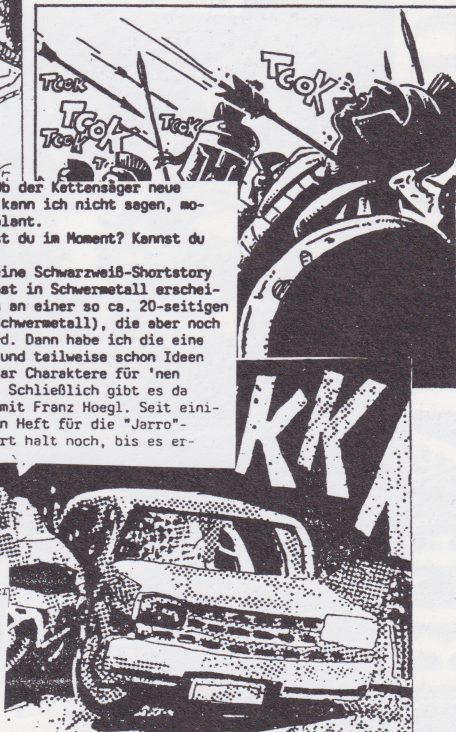 TCOK
TCOK
TCOK
TCOK
TCOK
T
Ob der Kettensäger neue
kann ich nicht sagen, mo-
plant.
st du im Moment? Kannst du
eine Schwarzweiß-Shortstory
st in Schwermetall erschei-
an einer so ca. 20-seitigen
chwermetall), die aber noch
d. Dann habe ich die eine
und teilweise schon Ideen
ar Charaktere für 'nen
Schließlich gibt es da
mit Franz Hoegl. Seit eini-
n Heft für die "Jarro"-
rt halt noch, bis es er-
KKA